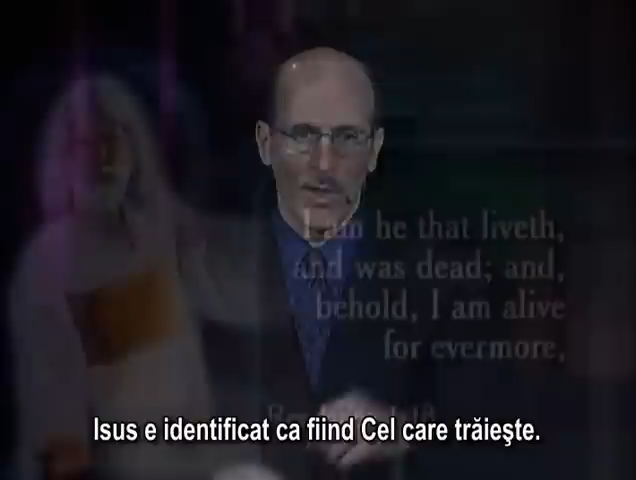 I am he that liveth,
and was dead; and,
behold, I am alive
for evermore,
Isus e identificat ca fiind Cel care trăieşte.